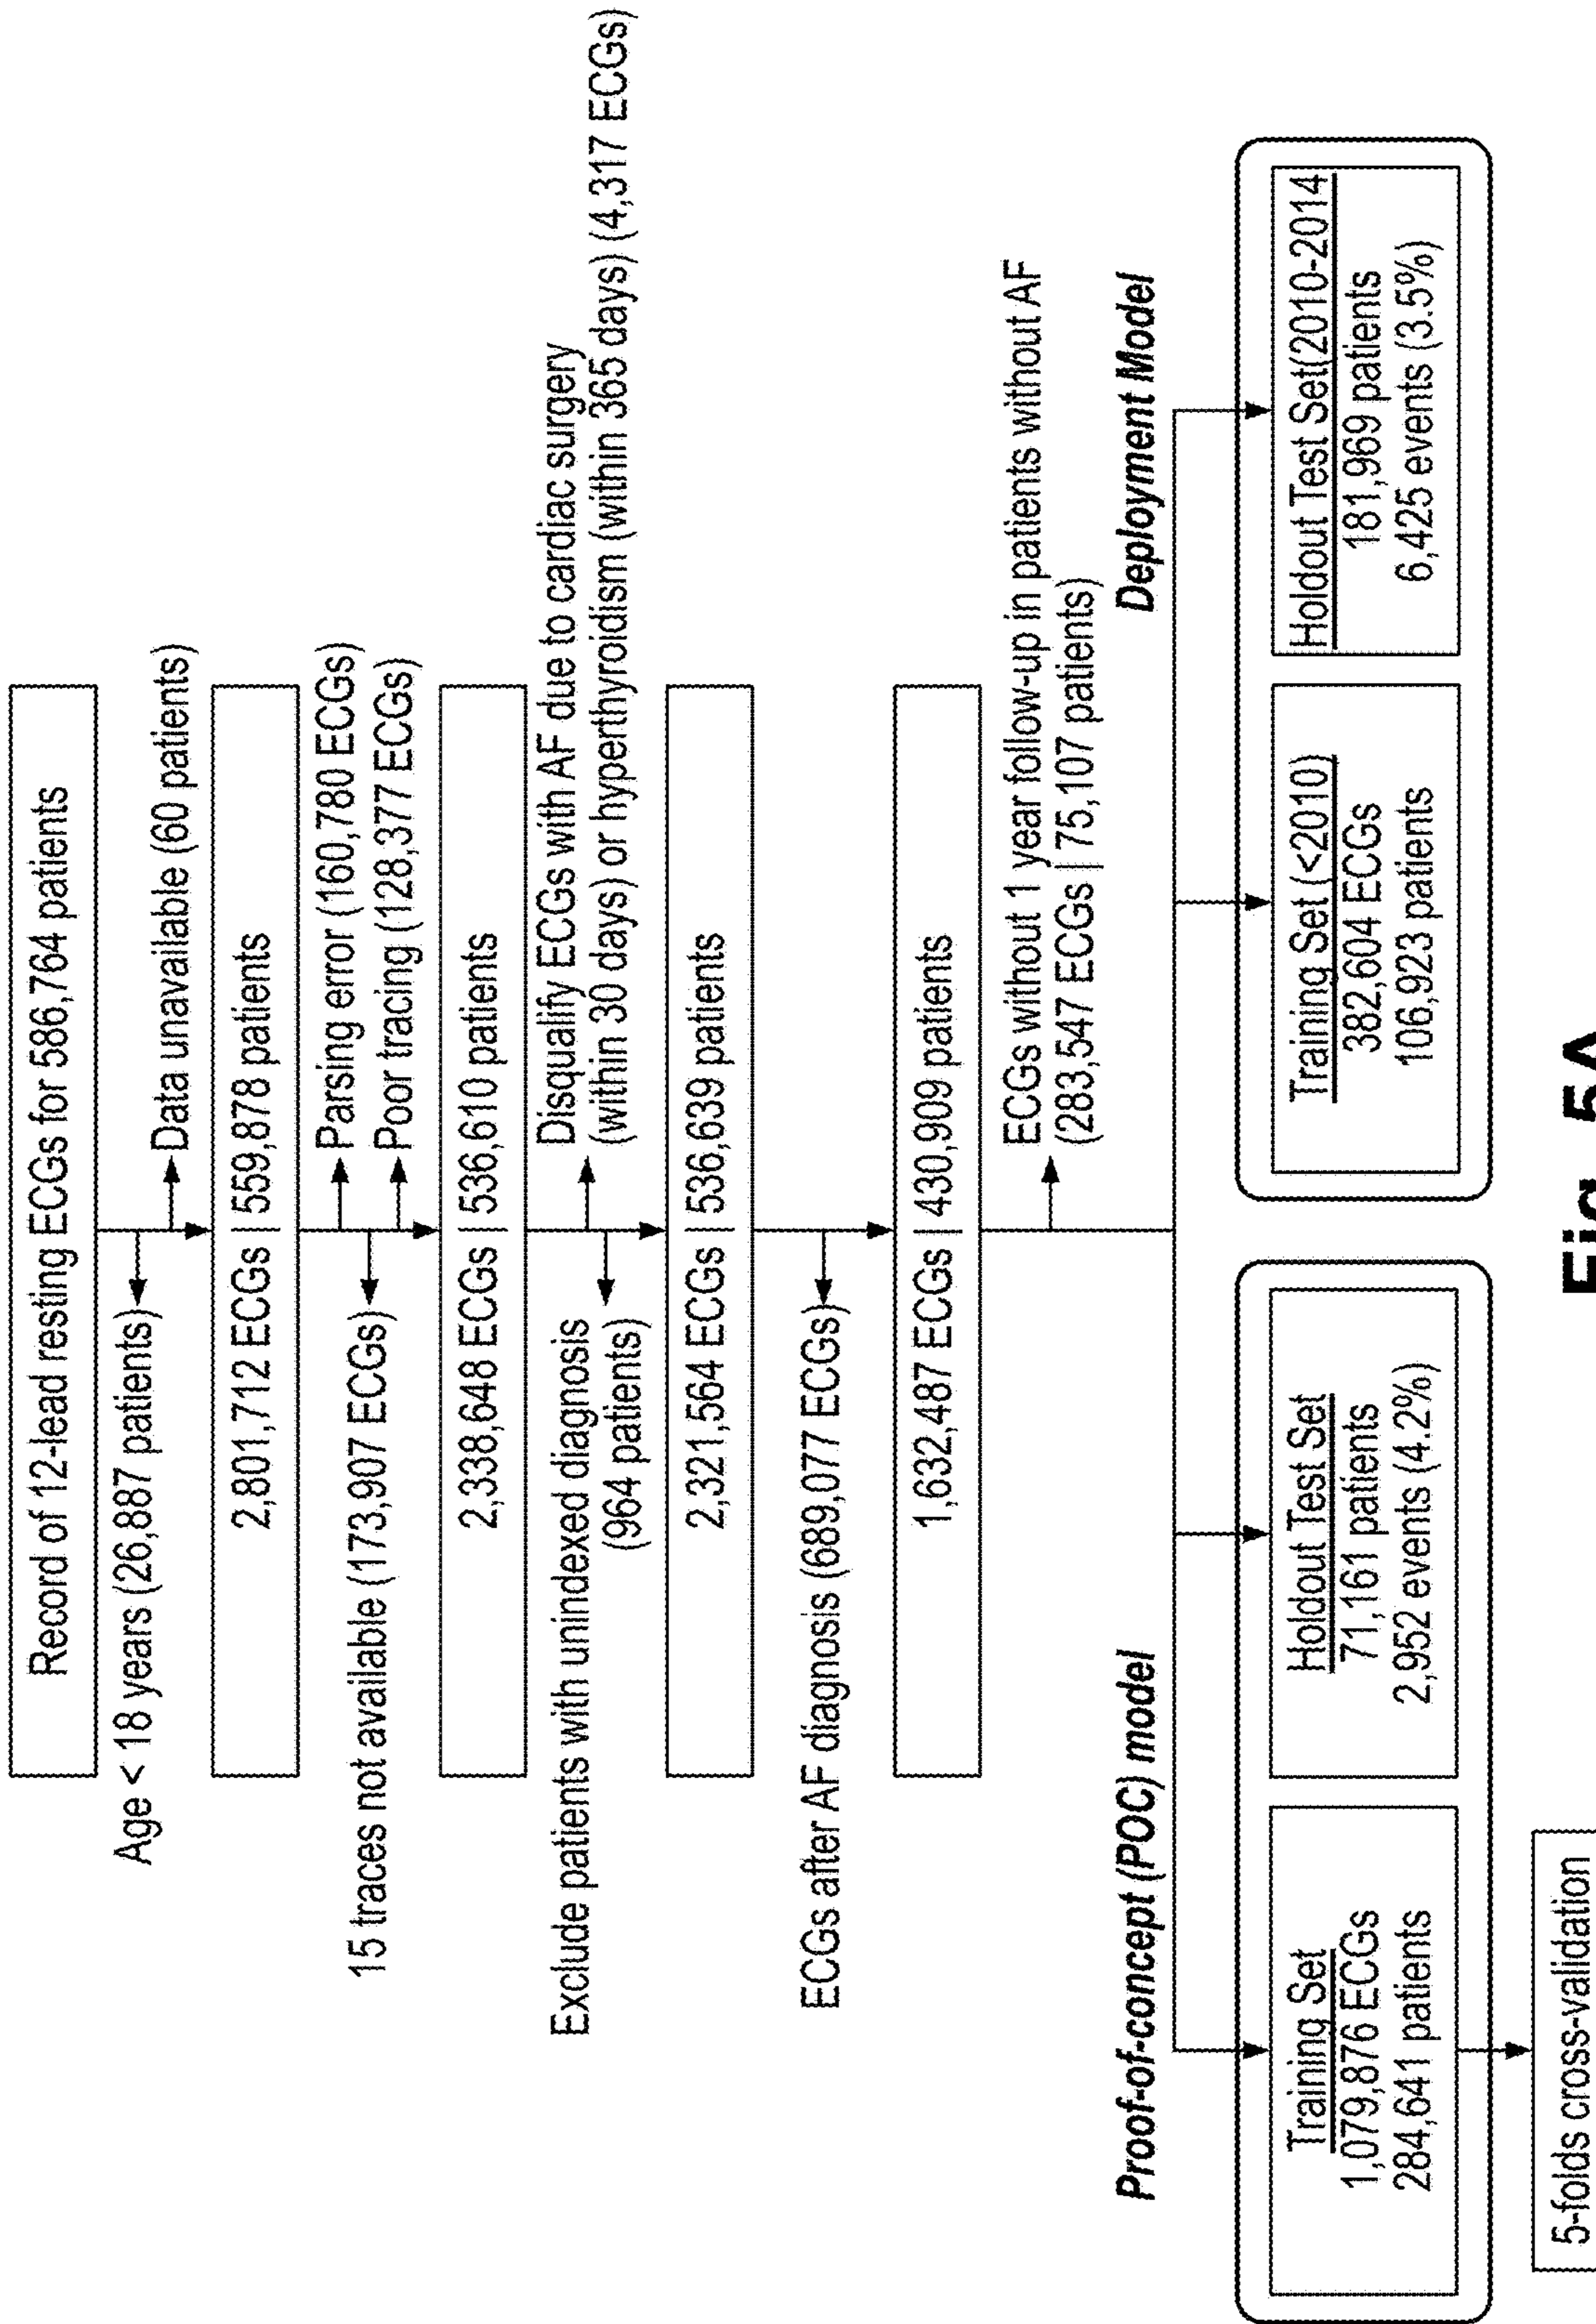 Record of 12-lead resting ECGs for 586,764 patients
Age < 18 years (26,887 patients)
Data unavailable (60 patients)
2,801,712 ECGs | 559,878 patients
Parsing error (160,780 ECGs)
15 traces not available (173,907 ECGs)
Poor tracing (128,377 ECGs)
2,338,648 ECGs | 536,610 patients
Disqualify ECGs with AF due to cardiac surgery
(within 30 days) or hyperthyroidism (within 365 days) (4,317 ECGs)
Exclude patients with unindexed diagnosis
(964 patients)
2,321,564 ECGs | 536,639 patients
ECGs after AF diagnosis (689,077 ECGs)
1,632,487 ECGs | 430,909 patients
ECGs without 1 year follow-up in patients without AF
(283,547 ECGs | 75,107 patients)
Proof-of-concept (POC) model
Training Set
1,079,876 ECGs
284,641 patients
Holdout Test Set
71,161 patients
2,952 events (4.2%)
5-folds cross-validation
Deployment Model
Training Set (<2010)
382,604 ECGs
106,923 patients
Holdout Test Set(2010-2014
181,969 patients
6,425 events (3.5%)
Fig. 5A